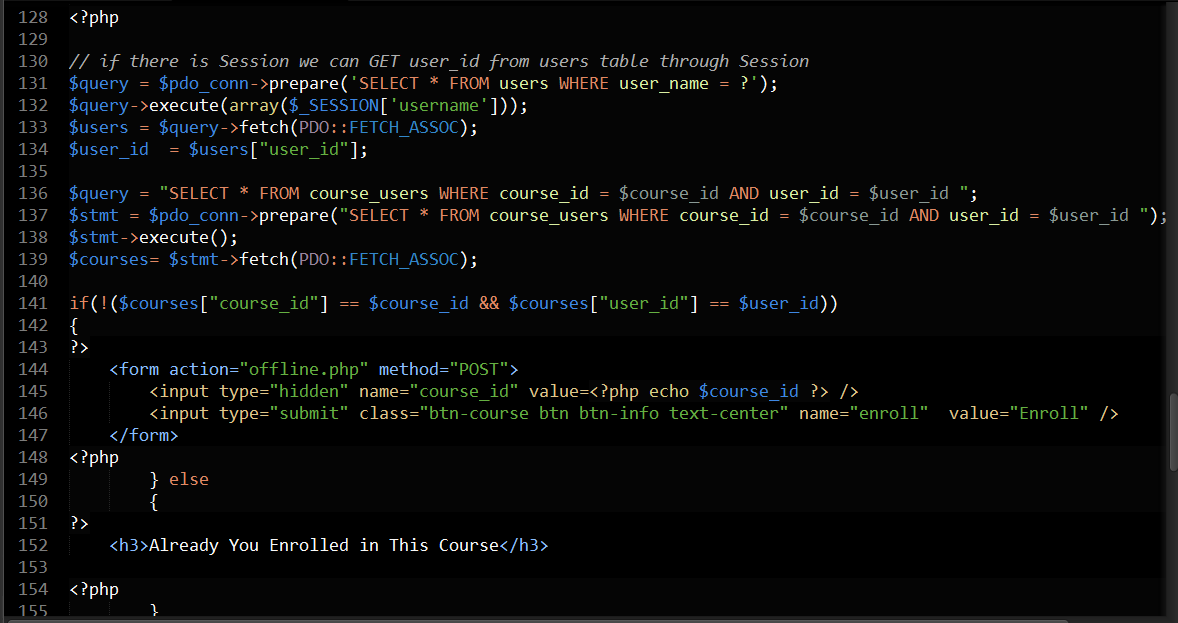 128 <?php
129
130 // if there is Session we can GET user_id from users table through Session
131 $query = $pdo_conn->prepare('SELECT * FROM users WHERE user_name = ?');
132 $query->execute(array($_SESSION['username']));
133 $users = $query->fetch(PDO::FETCH_ASSOC);
134 $user_id  = $users["user_id"];
135
136 $query = "SELECT * FROM course_users WHERE course_id = $course_id AND user_id = $user_id ";
137 $stmt = $pdo_conn->prepare("SELECT * FROM course_users WHERE course_id = $course_id AND user_id = $user_id ");
138 $stmt->execute();
139 $courses= $stmt->fetch(PDO::FETCH_ASSOC);
140
141 if(!($courses["course_id"] == $course_id && $courses["user_id"] == $user_id))
142 {
143 ?>
144     <form action="offline.php" method="POST">
145         <input type="hidden" name="course_id" value=<?php echo $course_id ?> />
146         <input type="submit" class="btn-course btn btn-info text-center" name="enroll"  value="Enroll" />
147     </form>
148 <?php
149         } else
150         {
151 ?>
152     <h3>Already You Enrolled in This Course</h3>
153
154 <?php
155         }